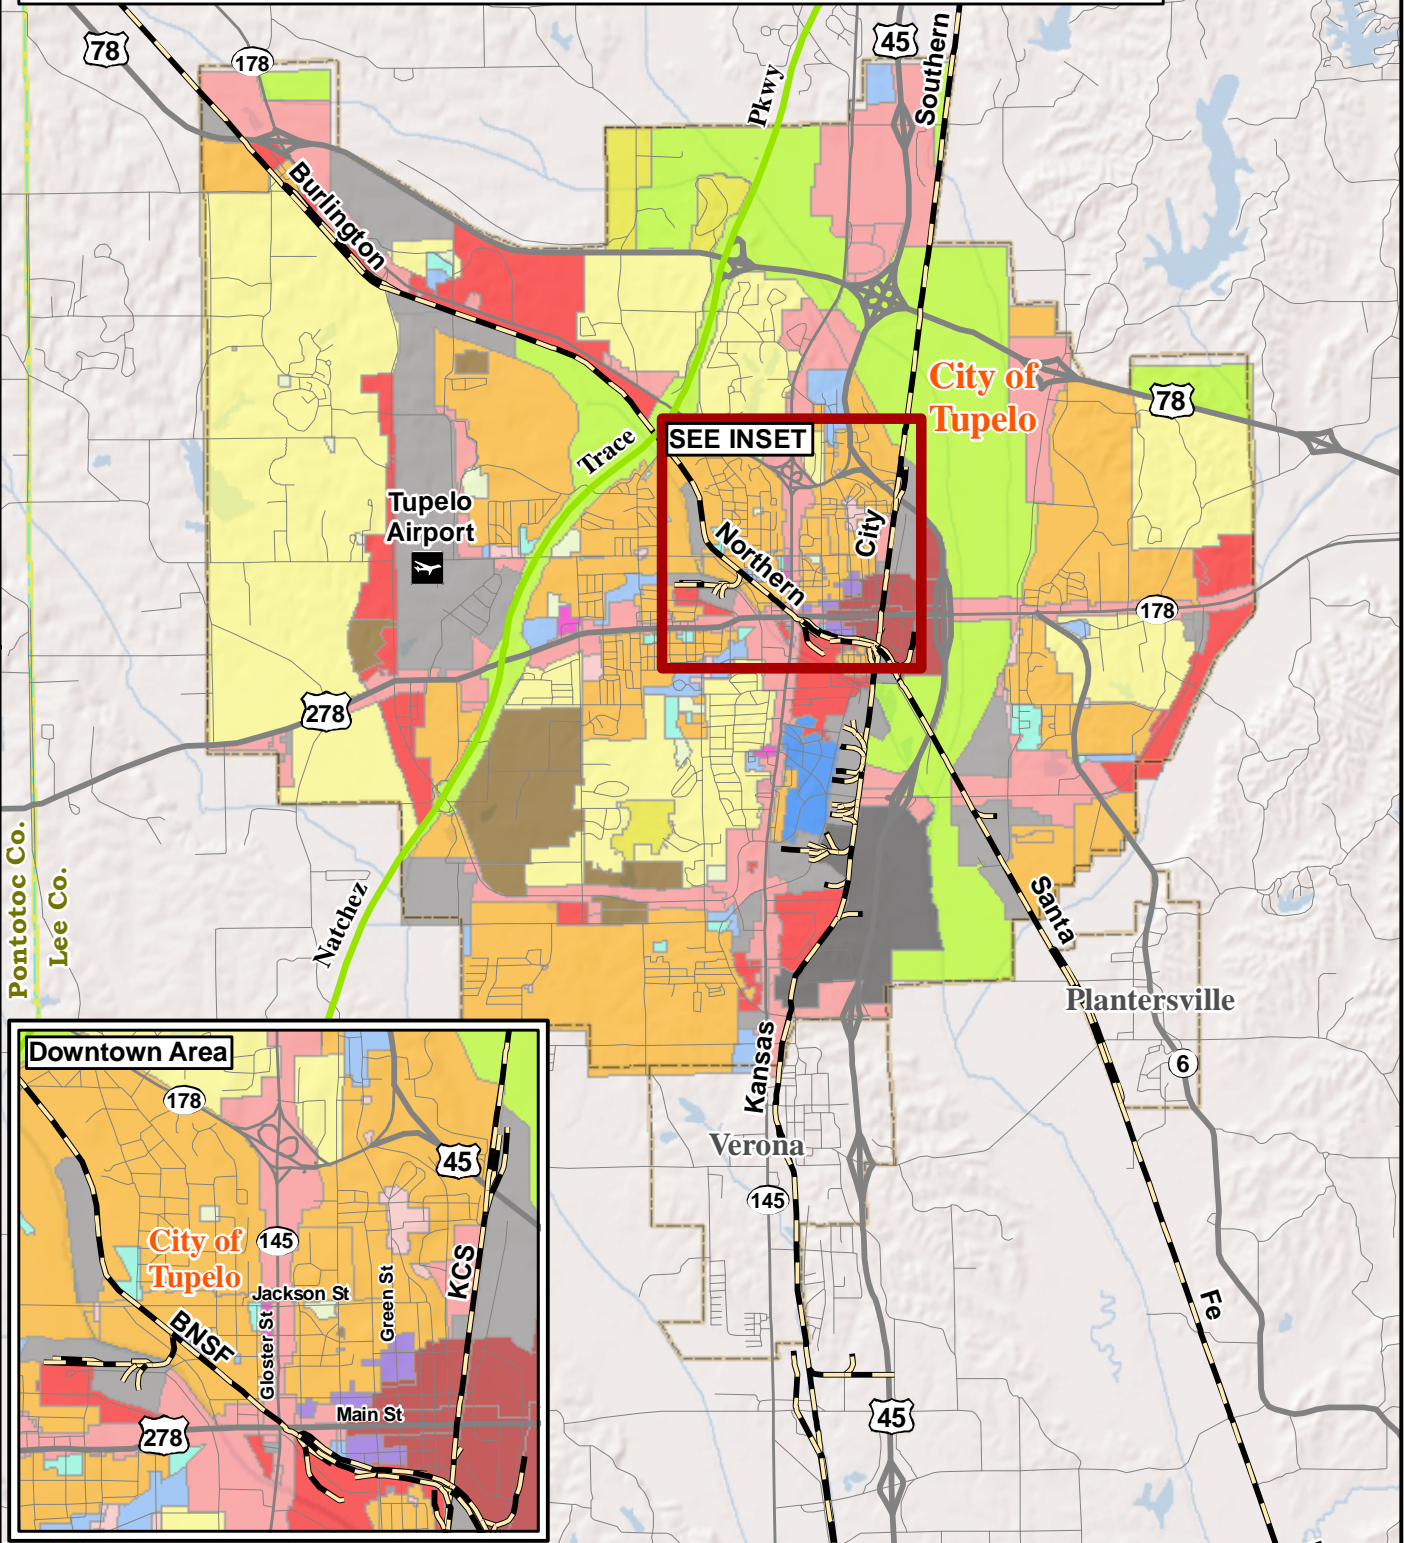 78
178
Pkwy
45
Southern
Burlington
City of
Tupelo
78
SEE INSET
Trace
Tupelo
Airport
Northern
City
178
278
Pontotoc Co.
Lee Co.
Natchez
Santa
Plantersville
Kansas
6
Verona
145
Fe
45
Downtown Area
178
45
City of
Tupelo
145
KCS
Jackson St
Green St
BNSF
Gloster St
Main St
278